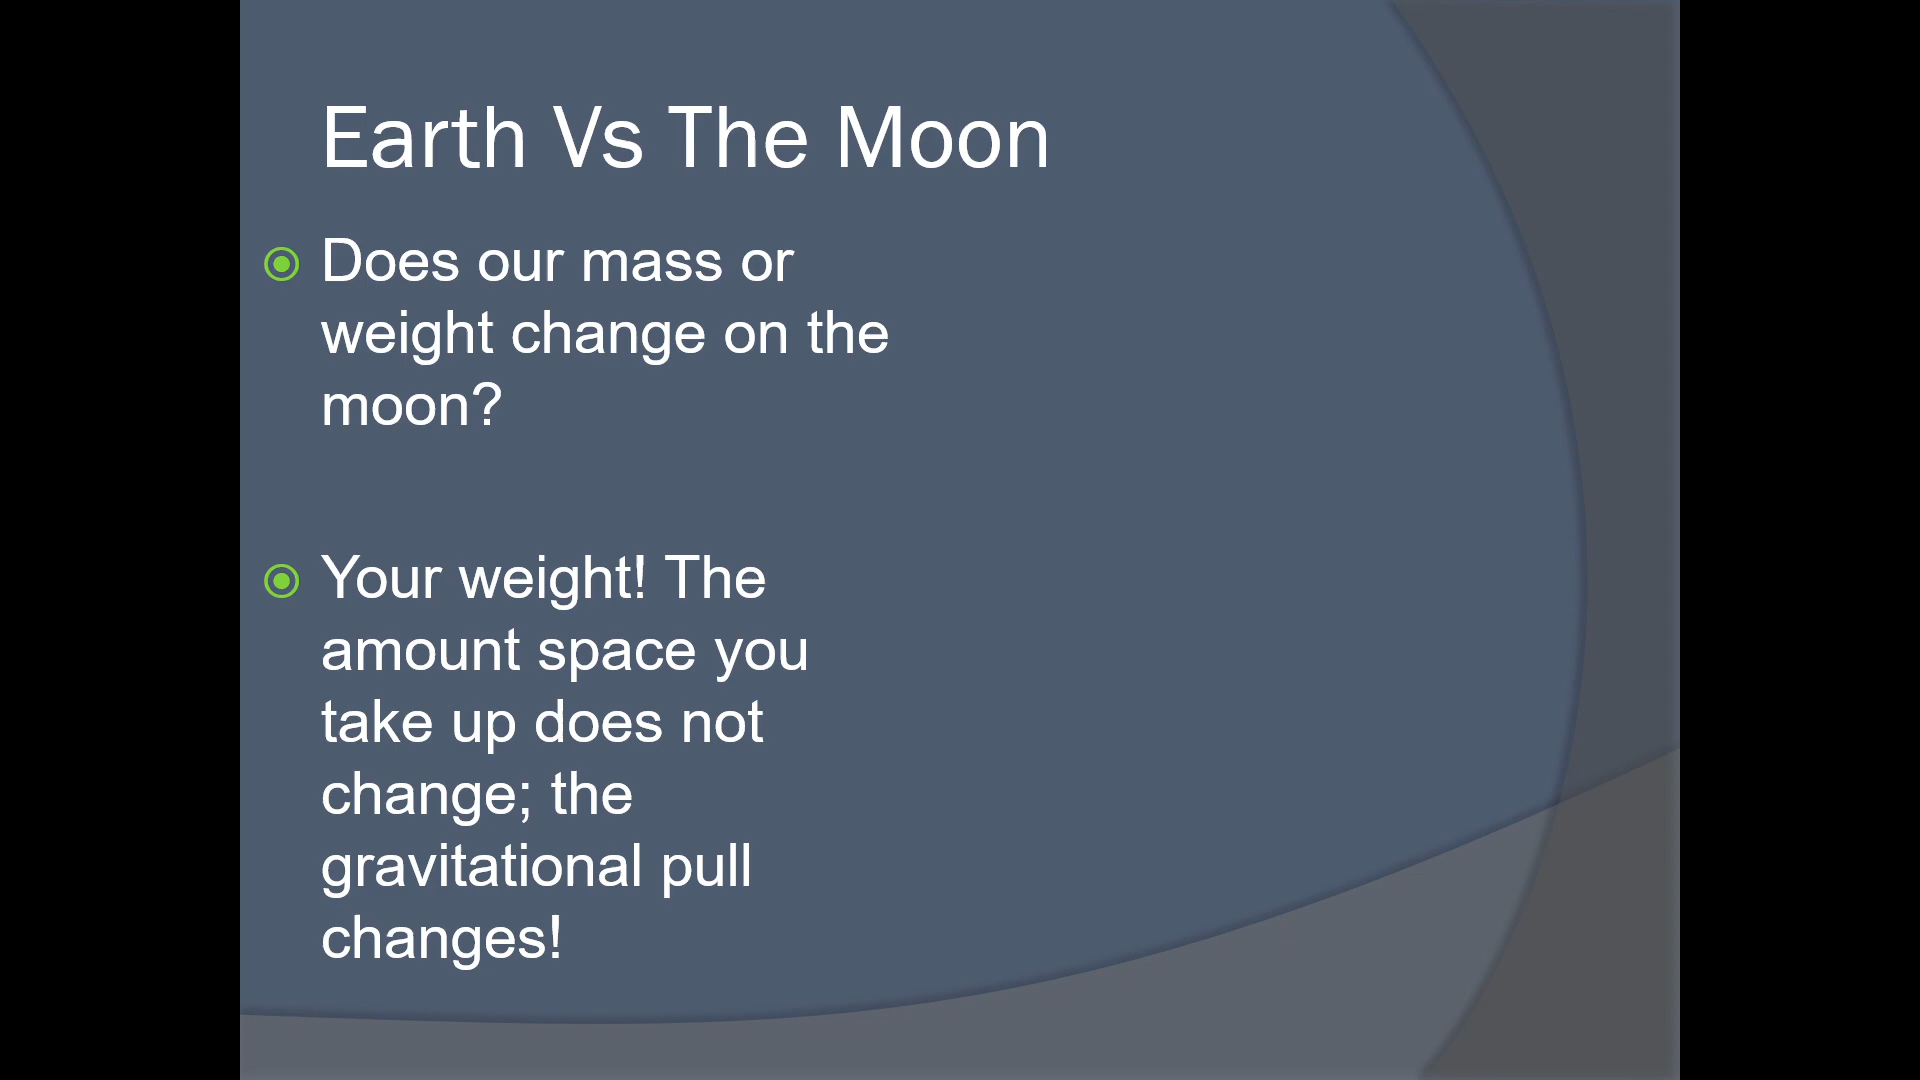 Earth Vs The Moon
Does our mass or
weight change on the
moon?
Your weight! The
amount space you
take up does not
change; the
gravitational pull
changes!